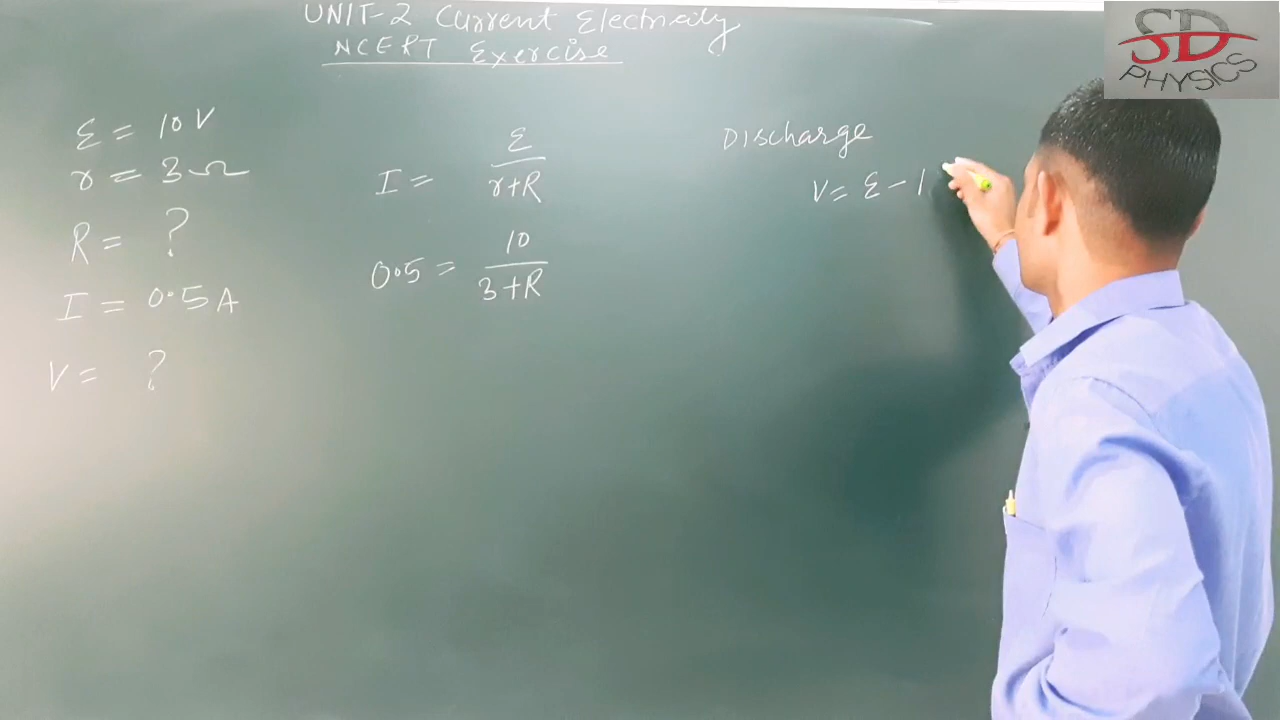 UNIT-2 Current Electricity
NCERT Exercise
SD
PHYSICS
ε = 10 V
r = 3 Ω
R = ?
I = 0.5 A
V = ?
I = ε / r+R
0.5 = 10 / 3+R
Discharge
V = ε - I